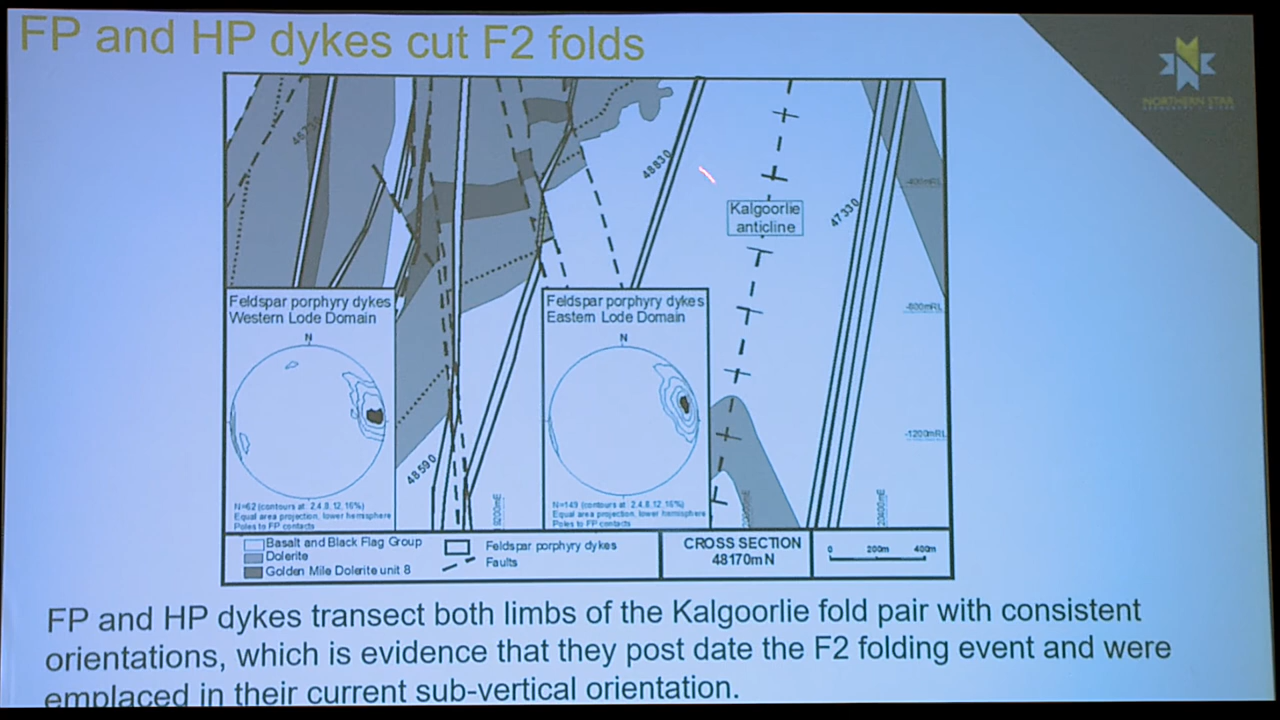 FP and HP dykes cut F2 folds
NORTHERN STAR
48830
47330
Kalgoorlie
anticline
-400mRL
-800mRL
-1200mRL
48590
Feldspar porphyry dykes
Western Lode Domain
N
N=62 (contours at: 2,4,8,12,16%)
Equal area projection, lower hemisphere
Poles to FP contacts
Feldspar porphyry dykes
Eastern Lode Domain
N
N=149 (contours at: 2,4,8,12,16%)
Equal area projection, lower hemisphere
Poles to FP contacts
Basalt and Black Flag Group
Dolerite
Golden Mile Dolerite unit 8
Feldspar porphyry dykes
Faults
CROSS SECTION
48170m N
0 200m 400m
FP and HP dykes transect both limbs of the Kalgoorlie fold pair with consistent
orientations, which is evidence that they post date the F2 folding event and were
emplaced in their current sub-vertical orientation.